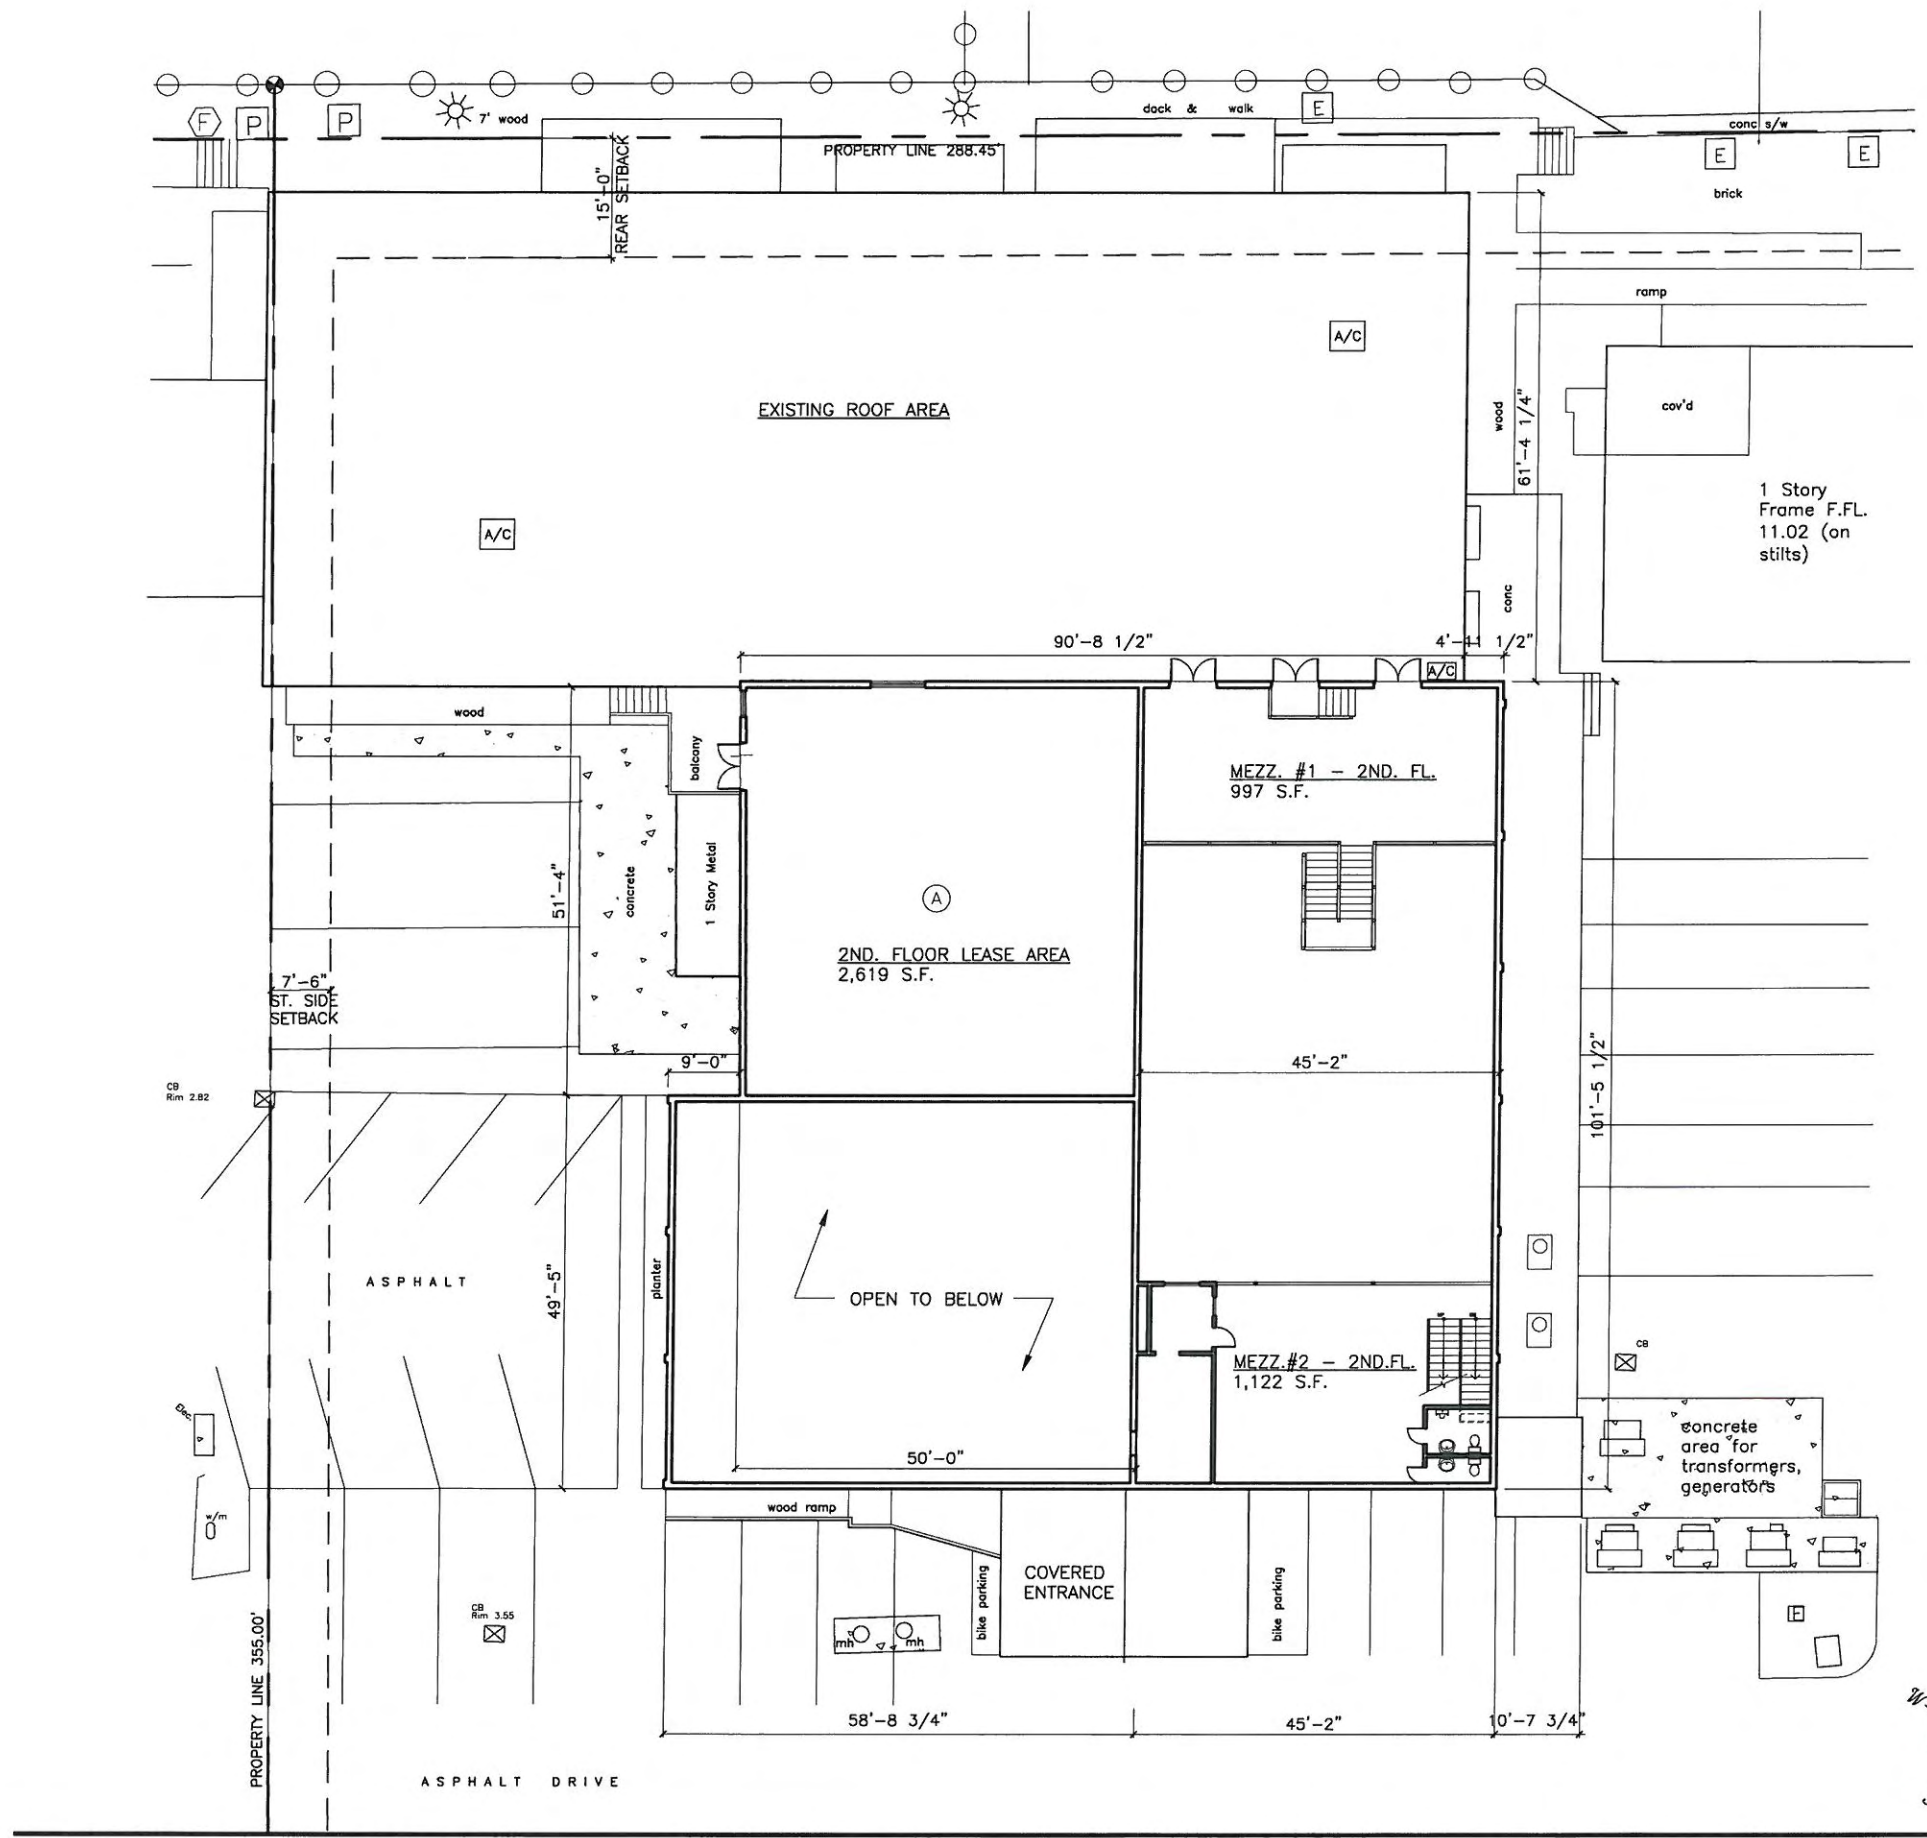 F
P
P
7' wood
dock & walk
E
conc s/w
E
E
PROPERTY LINE 288.45'
15'-0"
REAR SETBACK
brick
ramp
A/C
EXISTING ROOF AREA
wood
61'-4 1/4"
cov'd
1 Story
Frame F.FL.
11.02 (on
stilts)
A/C
conc
90'-8 1/2"
4'-11 1/2"
A/C
wood
balcony
MEZZ. #1 - 2ND. FL.
997 S.F.
51'-4"
concrete
1 Story Metal
A
2ND. FLOOR LEASE AREA
2,619 S.F.
7'-6"
ST. SIDE
SETBACK
9'-0"
45'-2"
101'-5 1/2"
CB
Rim 2.82
ASPHALT
49'-5"
planter
OPEN TO BELOW
MEZZ.#2 - 2ND.FL.
1,122 S.F.
CB
Elec.
50'-0"
concrete
area for
transformers,
generators
w/m
wood ramp
COVERED
ENTRANCE
bike parking
bike parking
CB
Rim 3.55
mh
mh
E
PROPERTY LINE 355.00'
58'-8 3/4"
45'-2"
10'-7 3/4"
ASPHALT DRIVE